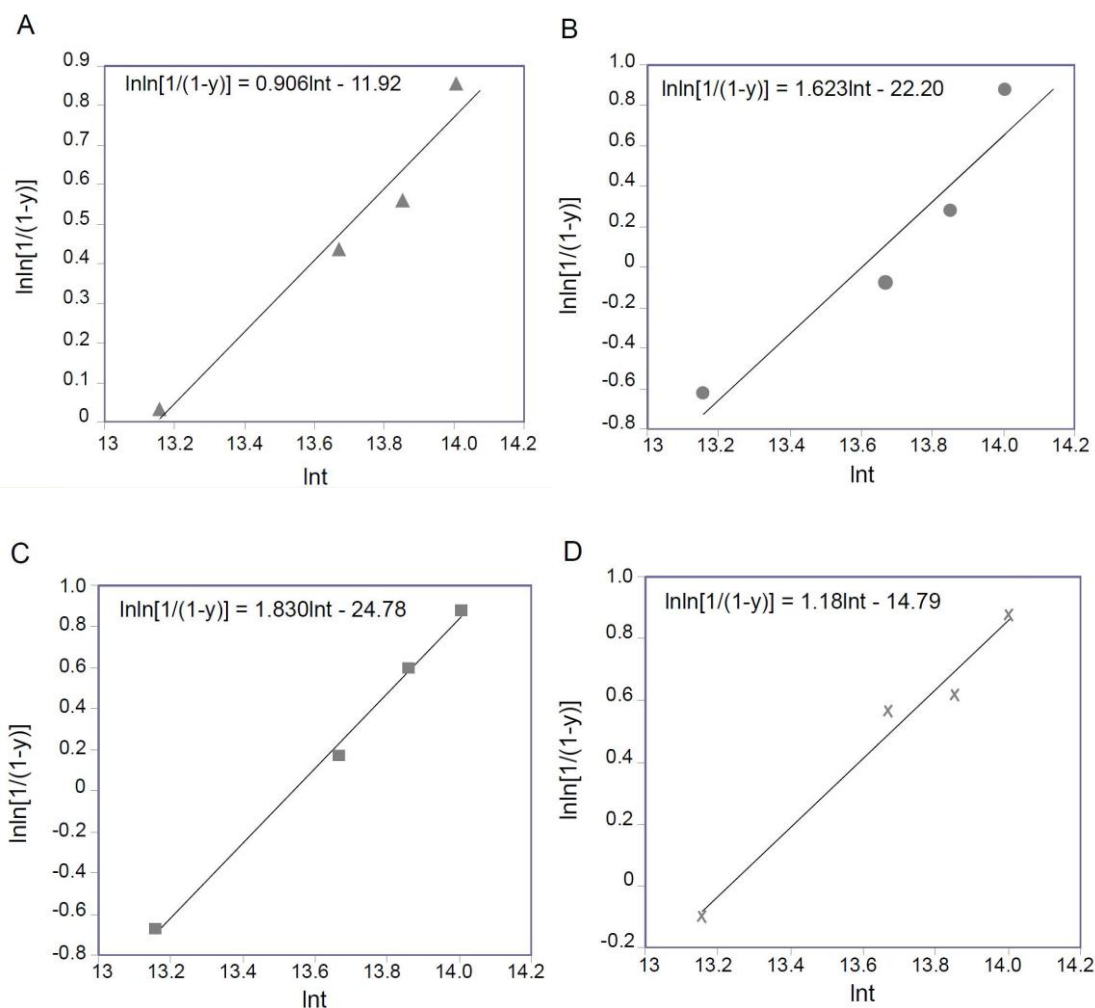 A
lnln[1/(1-y)] = 0.906lnt - 11.92
lnln[1/(1-y)]
0.9
0.8
0.7
0.6
0.5
0.4
0.3
0.2
0.1
0
13 13.2 13.4 13.6 13.8 14.0 14.2
lnt
B
lnln[1/(1-y)] = 1.623lnt - 22.20
lnln[1/(1-y)]
1.0
0.8
0.6
0.4
0.2
0
-0.2
-0.4
-0.6
-0.8
13 13.2 13.4 13.6 13.8 14.0 14.2
lnt
C
lnln[1/(1-y)] = 1.830lnt - 24.78
lnln[1/(1-y)]
1.0
0.8
0.6
0.4
0.2
0
-0.2
-0.4
-0.6
-0.8
13 13.2 13.4 13.6 13.8 14.0 14.2
lnt
D
lnln[1/(1-y)] = 1.18lnt - 14.79
lnln[1/(1-y)]
1.0
0.8
0.6
0.4
0.2
0
-0.2
13 13.2 13.4 13.6 13.8 14.0 14.2
lnt